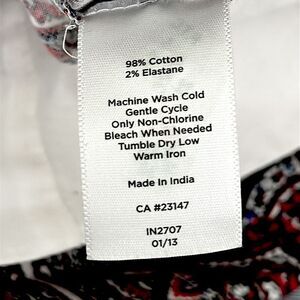 98% Cotton
2% Elastane
Machine Wash Cold
Gentle Cycle
Only Non-Chlorine
Bleach When Needed
Tumble Dry Low
Warm Iron
Made In India
CA #23147
IN2707
01/13